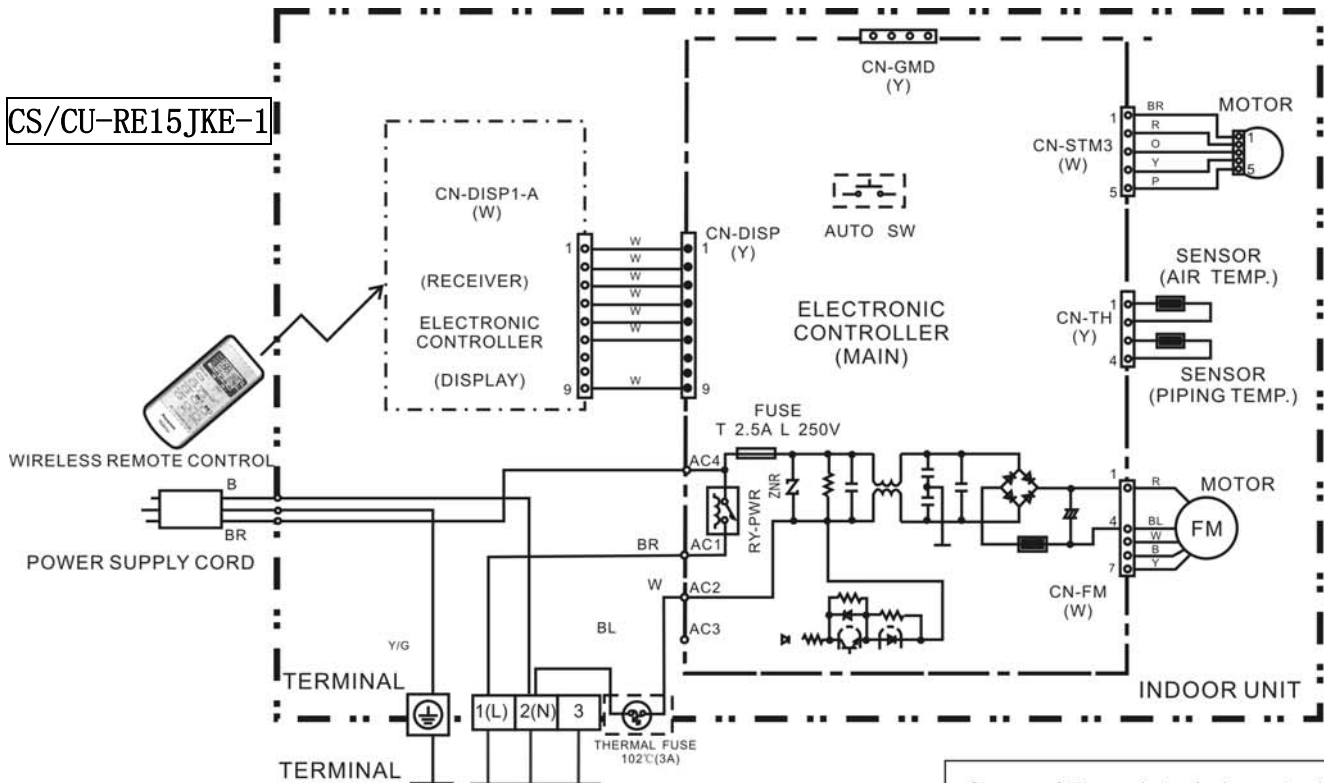 CS/CU-RE15JKE-1
CN-GMD
(Y)
BR
MOTOR
1
R
1
CN-STM3
O
(W)
Y
5
5
P
CN-DISP1-A
(W)
AUTO SW
CN-DISP
(Y)
1
W
1
W
W
W
W
W
W
9
9
(RECEIVER)
ELECTRONIC
CONTROLLER
(DISPLAY)
ELECTRONIC
CONTROLLER
(MAIN)
SENSOR
(AIR TEMP.)
1
CN-TH
(Y)
4
SENSOR
(PIPING TEMP.)
WIRELESS REMOTE CONTROL
FUSE
T 2.5A L 250V
AC4
ZNR
RY-PWR
1
R
MOTOR
4
BL
W
B
7
Y
FM
CN-FM
(W)
B
BR
POWER SUPPLY CORD
BR
AC1
W
AC2
BL
AC3
Y/G
TERMINAL
INDOOR UNIT
1(L)
2(N)
3
THERMAL FUSE
102℃(3A)
TERMINAL